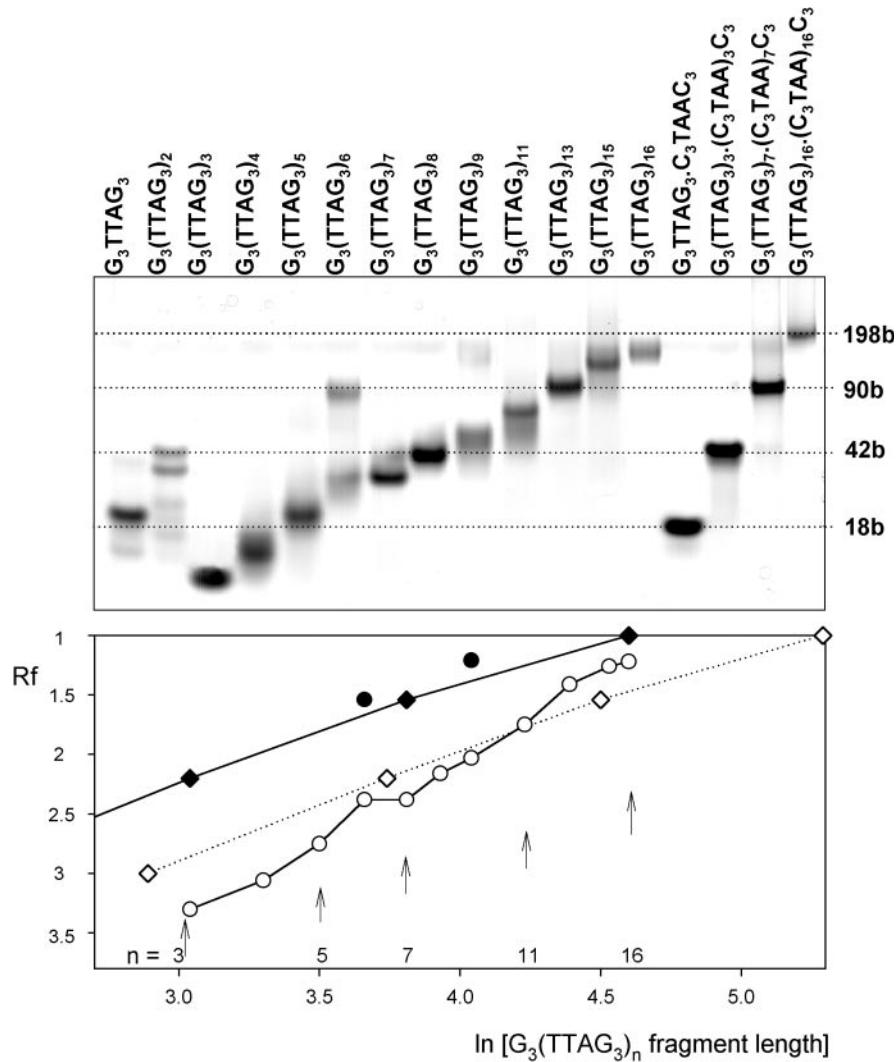 G₃TTAG₃
G₃(TTAG₃)₂
G₃(TTAG₃)₃
G₃(TTAG₃)₄
G₃(TTAG₃)₅
G₃(TTAG₃)₆
G₃(TTAG₃)₇
G₃(TTAG₃)₈
G₃(TTAG₃)₉
G₃(TTAG₃)₁₁
G₃(TTAG₃)₁₃
G₃(TTAG₃)₁₅
G₃(TTAG₃)₁₆
G₃TTAG₃.C₃TAAC₃
G₃(TTAG₃)₃.(C₃TAA)₃C₃
G₃(TTAG₃)₇.(C₃TAA)₇C₃
G₃(TTAG₃)₁₆.(C₃TAA)₁₆C₃
198b
90b
42b
18b
Rf
1
1.5
2
2.5
3
3.5
n = 3 5 7 11 16
3.0 3.5 4.0 4.5 5.0
ln [G₃(TTAG₃)ₙ fragment length]